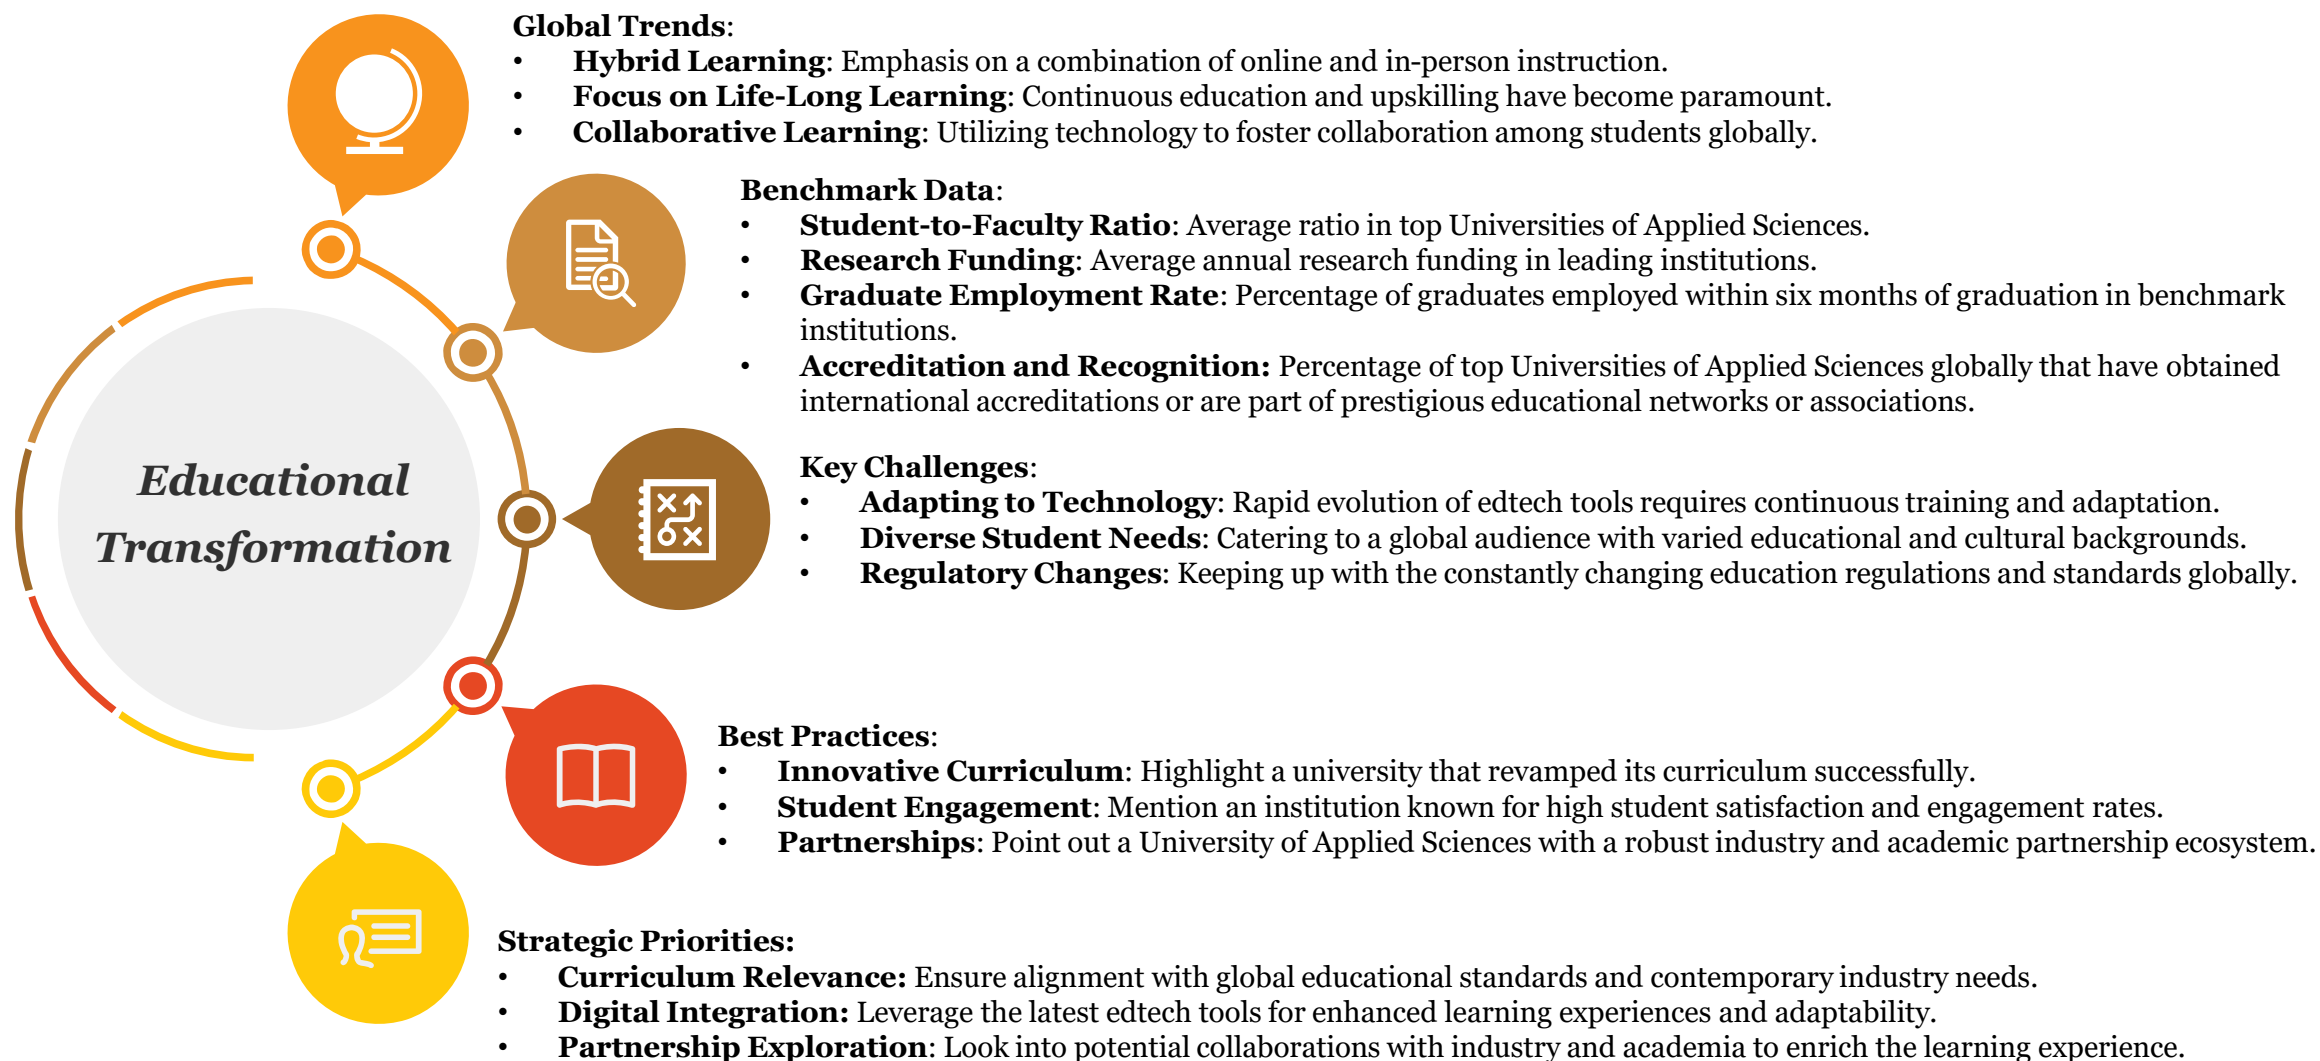 Global Trends:
• Hybrid Learning: Emphasis on a combination of online and in-person instruction.
• Focus on Life-Long Learning: Continuous education and upskilling have become paramount.
• Collaborative Learning: Utilizing technology to foster collaboration among students globally.
Benchmark Data:
• Student-to-Faculty Ratio: Average ratio in top Universities of Applied Sciences.
• Research Funding: Average annual research funding in leading institutions.
• Graduate Employment Rate: Percentage of graduates employed within six months of graduation in benchmark
institutions.
• Accreditation and Recognition: Percentage of top Universities of Applied Sciences globally that have obtained
international accreditations or are part of prestigious educational networks or associations.
Educational
Transformation
Key Challenges:
• Adapting to Technology: Rapid evolution of edtech tools requires continuous training and adaptation.
• Diverse Student Needs: Catering to a global audience with varied educational and cultural backgrounds.
• Regulatory Changes: Keeping up with the constantly changing education regulations and standards globally.
Best Practices:
• Innovative Curriculum: Highlight a university that revamped its curriculum successfully.
• Student Engagement: Mention an institution known for high student satisfaction and engagement rates.
• Partnerships: Point out a University of Applied Sciences with a robust industry and academic partnership ecosystem.
Strategic Priorities:
• Curriculum Relevance: Ensure alignment with global educational standards and contemporary industry needs.
• Digital Integration: Leverage the latest edtech tools for enhanced learning experiences and adaptability.
• Partnership Exploration: Look into potential collaborations with industry and academia to enrich the learning experience.